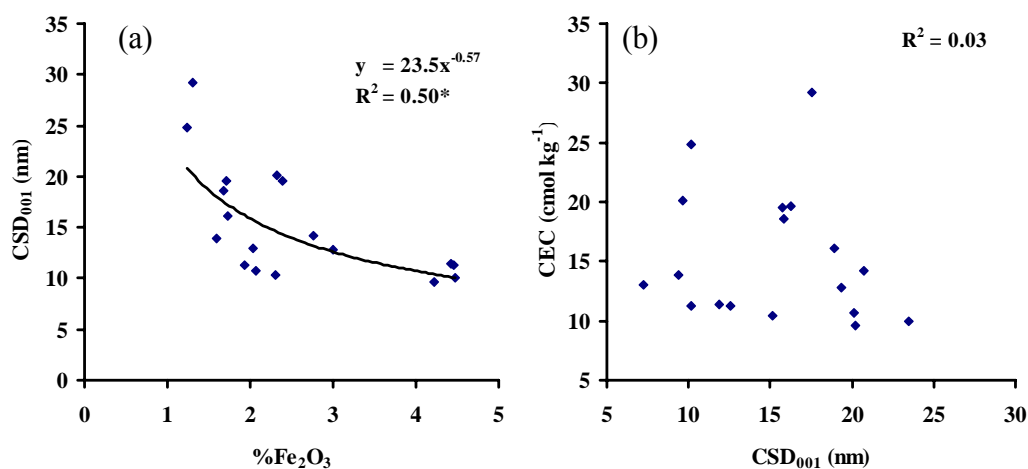 (a)
y = 23.5x^-0.57
R² = 0.50*
35
30
25
20
15
10
5
0
CSD₀₀₁ (nm)
0 1 2 3 4 5
%Fe₂O₃
(b)
R² = 0.03
35
30
25
20
15
10
5
CEC (cmol kg⁻¹)
5 10 15 20 25 30
CSD₀₀₁ (nm)